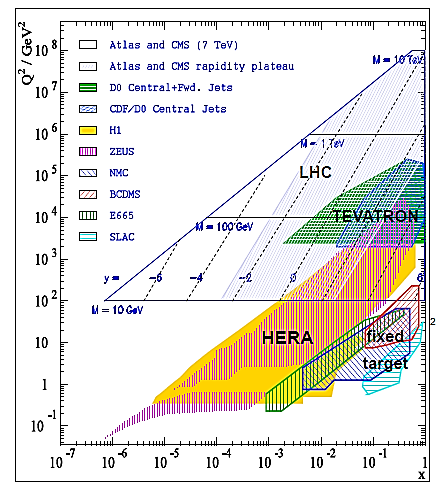 Q² / GeV²
10⁸
10⁷
10⁶
10⁵
10⁴
10³
10²
10
1
10⁻¹
Atlas and CMS (7 TeV)
Atlas and CMS rapidity plateau
D0 Central+Fwd. Jets
CDF/D0 Central Jets
H1
ZEUS
NMC
BCDMS
E665
SLAC
M = 10 TeV
M = 1 TeV
LHC
TEVATRON
M = 100 GeV
y = -6 -4 -2 0 6
M = 10 GeV
HERA
fixed
target
2
10⁻⁷ 10⁻⁶ 10⁻⁵ 10⁻⁴ 10⁻³ 10⁻² 10⁻¹ 1
x